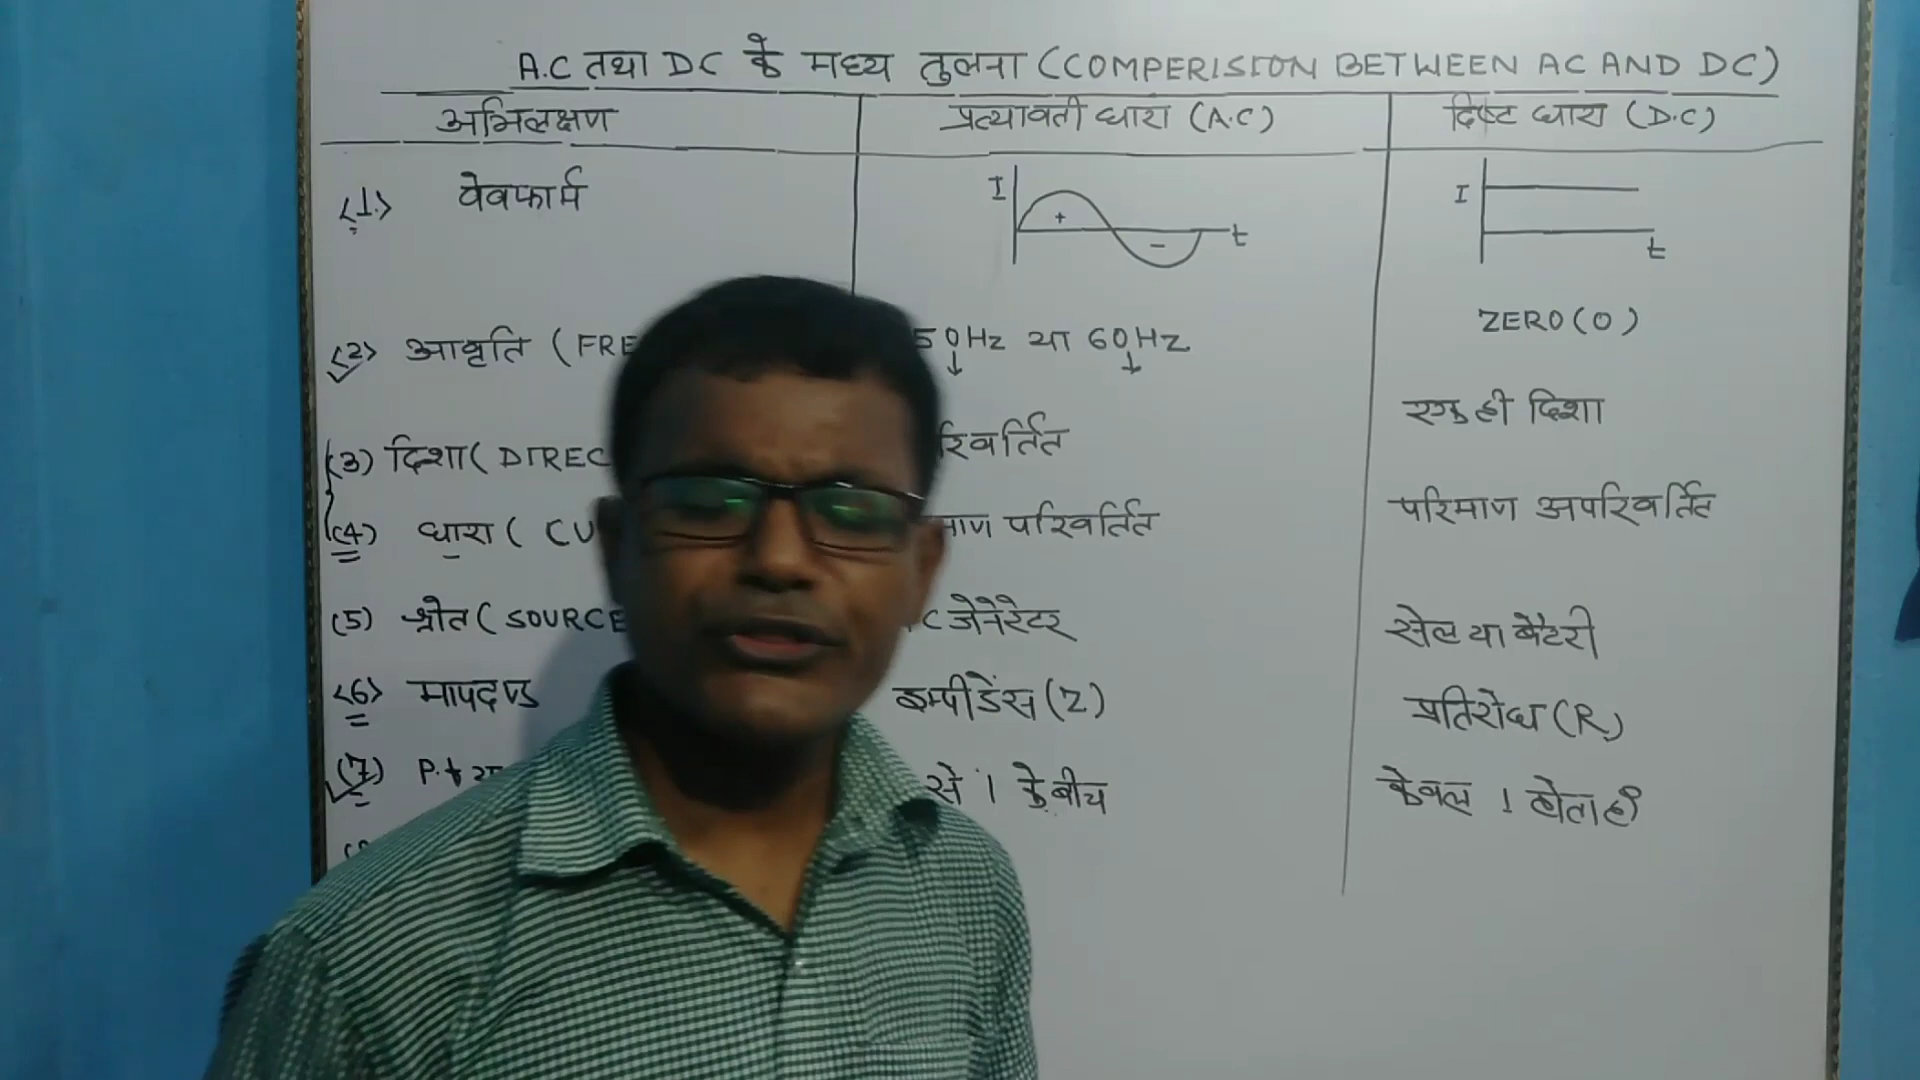 A.C तथा DC के मध्य तुलना (COMPERISION BETWEEN AC AND DC)
अभिलक्षण प्रत्यावर्ती धारा (A.C) दिष्ट धारा (D.C)
<1.> वेवफार्म I + - t I t
<2> आवृति (FRE 50Hz या 60Hz ZERO (0)
(3) दिशा (DIREC रिवर्तित एक ही दिशा
(4) धारा (CU माण परिवर्तित परिमाण अपरिवर्तित
(5) श्रोत (SOURCE C जेनेरेटर सेल या बैटरी
<6> मापदण्ड इम्पीडेंस (Z) प्रतिरोध (R)
(7) P.f से 1 के बीच केवल 1 होता है